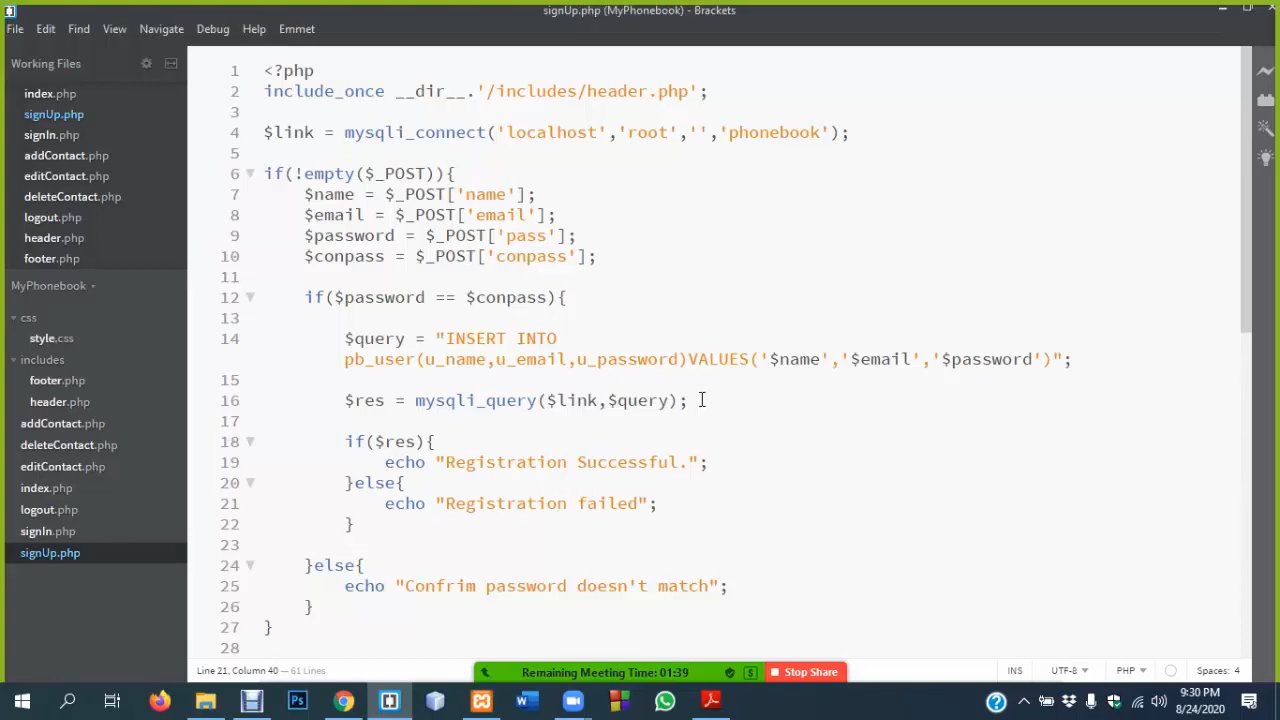 signUp.php (MyPhonebook) - Brackets
File Edit Find View Navigate Debug Help Emmet
Working Files
index.php
signUp.php
signIn.php
addContact.php
editContact.php
deleteContact.php
logout.php
header.php
footer.php
MyPhonebook
css
style.css
includes
footer.php
header.php
addContact.php
deleteContact.php
editContact.php
index.php
logout.php
signIn.php
signUp.php
1 <?php
2 include_once __dir__.'/includes/header.php';
3
4 $link = mysqli_connect('localhost','root','','phonebook');
5
6 if(!empty($_POST)){
7 $name = $_POST['name'];
8 $email = $_POST['email'];
9 $password = $_POST['pass'];
10 $conpass = $_POST['conpass'];
11
12 if($password == $conpass){
13
14 $query = "INSERT INTO
pb_user(u_name,u_email,u_password)VALUES('$name','$email','$password')";
15
16 $res = mysqli_query($link,$query);
17
18 if($res){
19 echo "Registration Successful.";
20 }else{
21 echo "Registration failed";
22 }
23
24 }else{
25 echo "Confrim password doesn't match";
26 }
27 }
28
Line 21, Column 40 — 61 Lines
Remaining Meeting Time: 01:39
Stop Share
INS UTF-8 PHP Spaces: 4
9:30 PM
8/24/2020